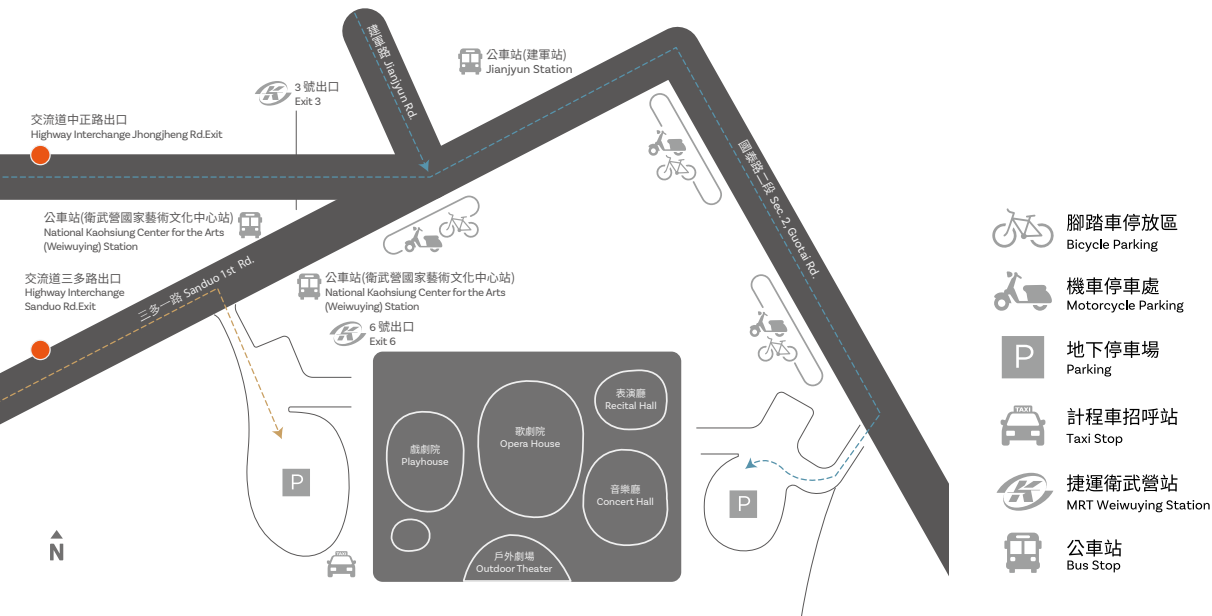 建軍路 Jianjyun Rd.
公車站(建軍站)
Jianjyun Station
3 號出口
Exit 3
交流道中正路出口
Highway Interchange Jhongjheng Rd.Exit
國泰路二段 Sec. 2, Guotai Rd.
公車站(衛武營國家藝術文化中心站)
National Kaohsiung Center for the Arts
(Weiwuying) Station
交流道三多路出口
Highway Interchange
Sanduo Rd.Exit
三多一路 Sanduo 1st Rd.
公車站(衛武營國家藝術文化中心站)
National Kaohsiung Center for the Arts
(Weiwuying) Station
6 號出口
Exit 6
表演廳
Recital Hall
歌劇院
Opera House
戲劇院
Playhouse
音樂廳
Concert Hall
戶外劇場
Outdoor Theater
P
P
TAXI
N
腳踏車停放區
Bicycle Parking
機車停車處
Motorcycle Parking
P
地下停車場
Parking
TAXI
計程車招呼站
Taxi Stop
捷運衛武營站
MRT Weiwuying Station
公車站
Bus Stop